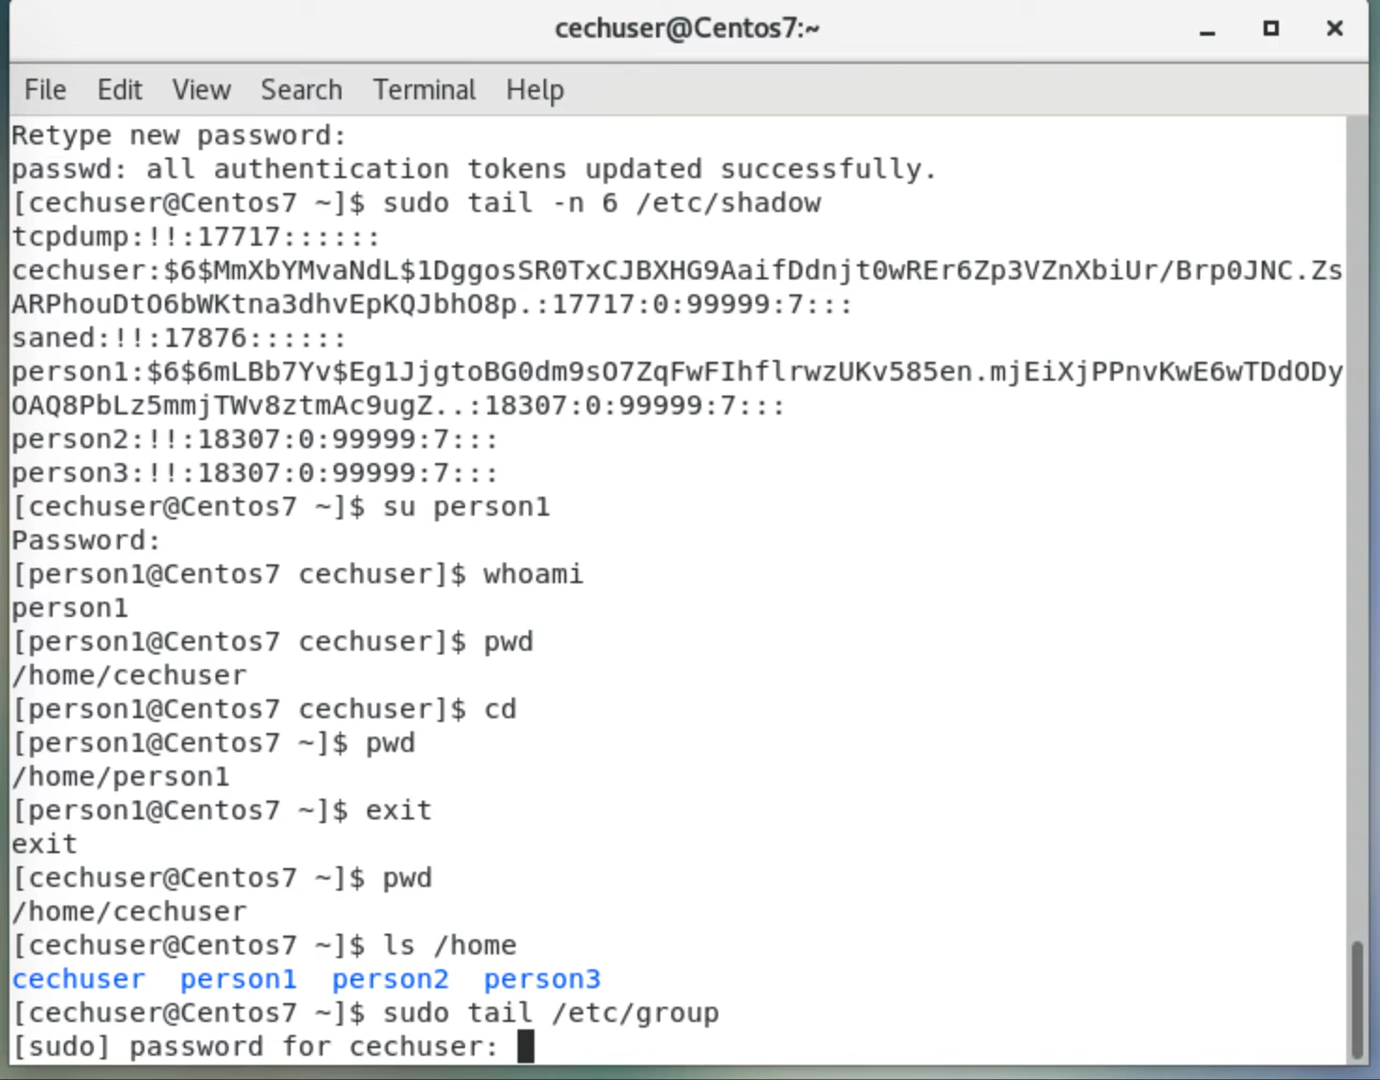 cechuser@Centos7:~
File Edit View Search Terminal Help
Retype new password:
passwd: all authentication tokens updated successfully.
[cechuser@Centos7 ~]$ sudo tail -n 6 /etc/shadow
tcpdump:!!:17717::::::
cechuser:$6$MmXbYMvaNdL$1DggosSR0TxCJBXHG9AaifDdnjt0wREr6Zp3VZnXbiUr/Brp0JNC.Zs
ARPhouDtO6bWKtna3dhvEpKQJbhO8p.:17717:0:99999:7:::
saned:!!:17876::::::
person1:$6$6mLBb7Yv$Eg1JjgtoBG0dm9sO7ZqFwFIhflrwzUKv585en.mjEiXjPPnvKwE6wTDdODy
OAQ8PbLz5mmjTWv8ztmAc9ugZ..:18307:0:99999:7:::
person2:!!:18307:0:99999:7:::
person3:!!:18307:0:99999:7:::
[cechuser@Centos7 ~]$ su person1
Password:
[person1@Centos7 cechuser]$ whoami
person1
[person1@Centos7 cechuser]$ pwd
/home/cechuser
[person1@Centos7 cechuser]$ cd
[person1@Centos7 ~]$ pwd
/home/person1
[person1@Centos7 ~]$ exit
exit
[cechuser@Centos7 ~]$ pwd
/home/cechuser
[cechuser@Centos7 ~]$ ls /home
cechuser person1 person2 person3
[cechuser@Centos7 ~]$ sudo tail /etc/group
[sudo] password for cechuser: